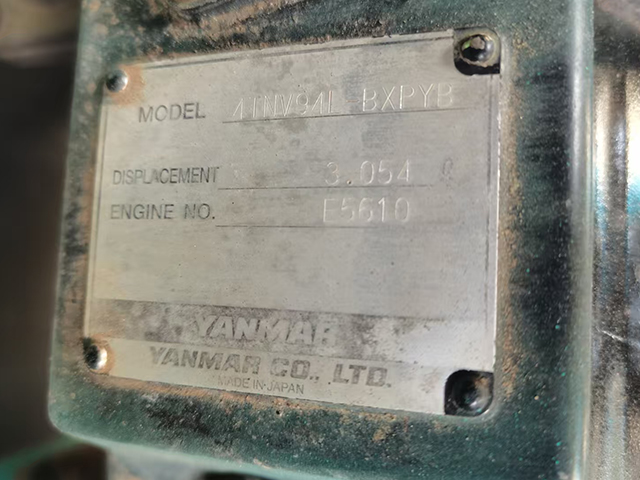 MODEL 4TNV94L BXPYB
DISPLACEMENT 3.054 ℓ
ENGINE NO. E5610
YANMAR
YANMAR CO., LTD.
MADE IN JAPAN